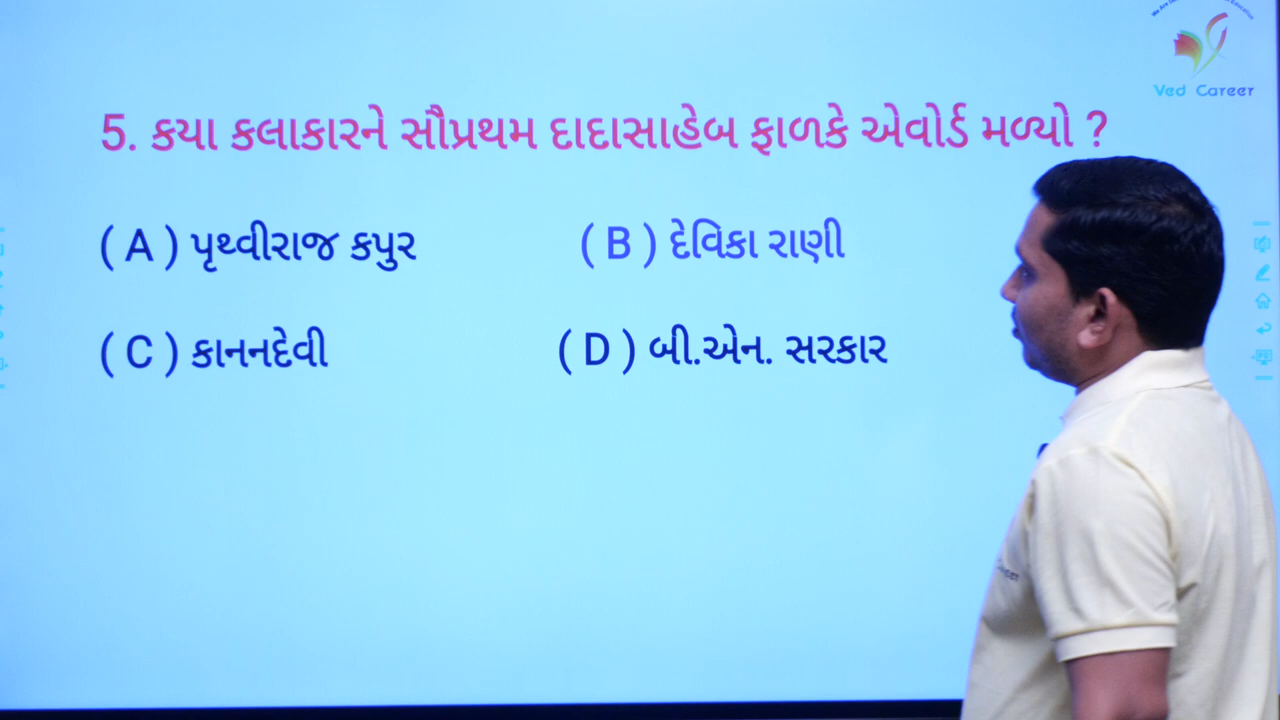 Ved Career
5. કયા કલાકારને સૌપ્રથમ દાદાસાહેબ ફાળકે એવોર્ડ મળ્યો ?
( A ) પૃથ્વીરાજ કપુર ( B ) દેવિકા રાણી
( C ) કાનનદેવી ( D ) બી.એન. સરકાર